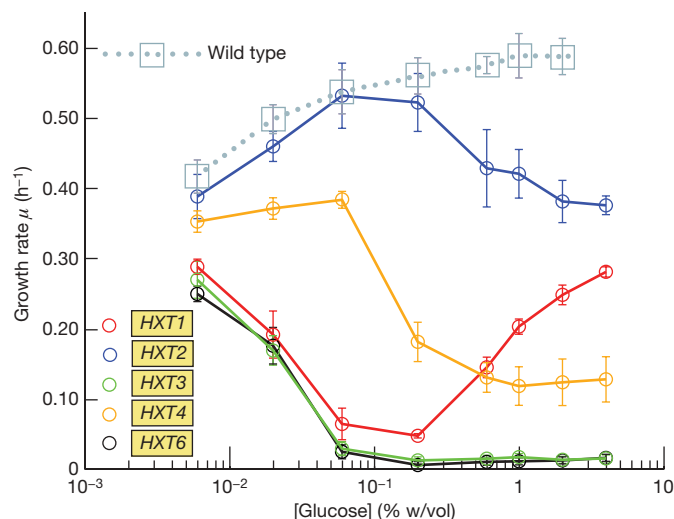 Wild type
Growth rate μ (h⁻¹)
0.60
0.50
0.40
0.30
0.20
0.10
0
HXT1
HXT2
HXT3
HXT4
HXT6
10⁻³
10⁻²
10⁻¹
1
10
[Glucose] (% w/vol)